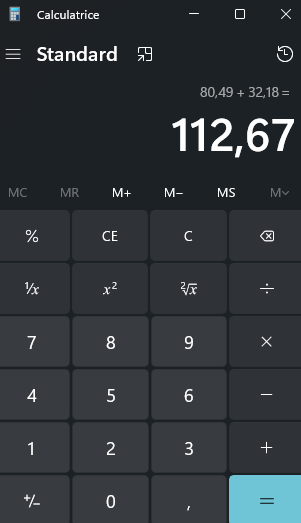 Calculatrice
Standard
80,49 + 32,18 =
112,67
MC MR M+ M− MS M˅
% CE C
¹/x x² ²√x ÷
7 8 9 ×
4 5 6 −
1 2 3 +
+/− 0 , =